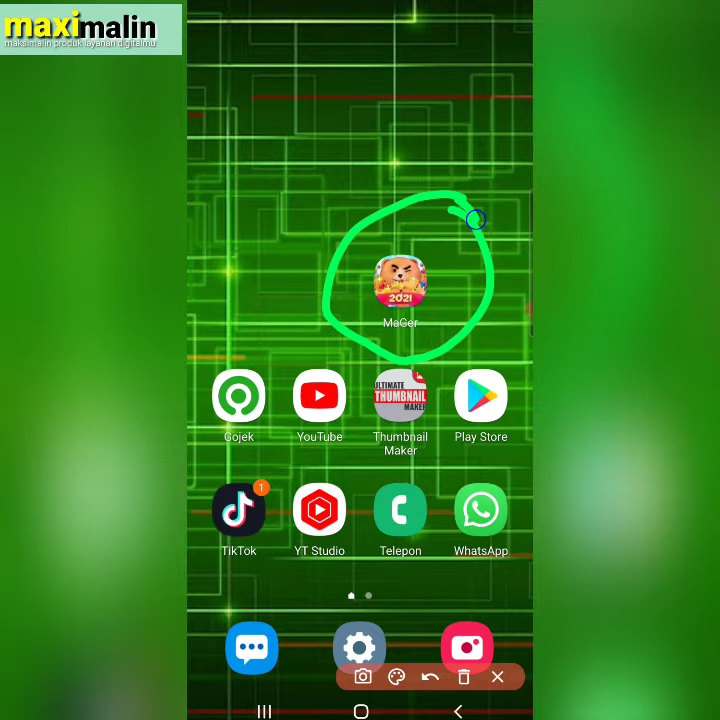 maximalin
maksimalin produk layanan digitalmu
2021
MaGer
ULTIMATE
THUMBNAIL
MAKER
Gojek
YouTube
Thumbnail
Maker
Play Store
1
TikTok
YT Studio
Telepon
WhatsApp